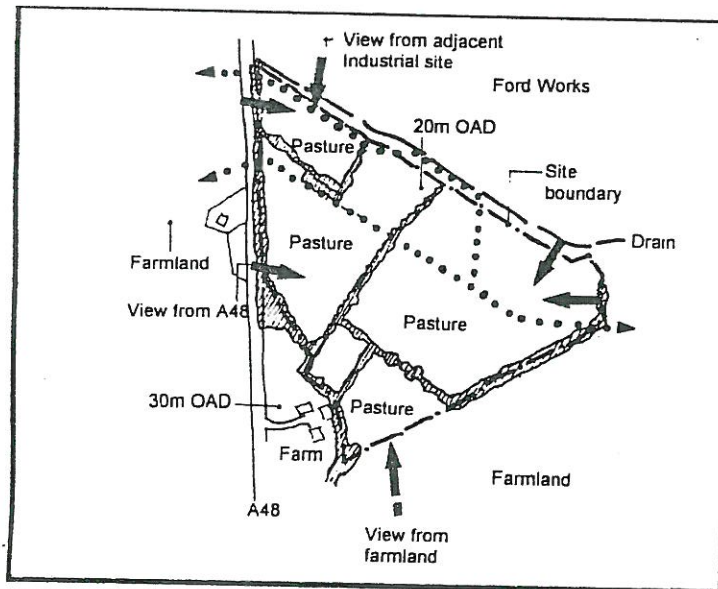 View from adjacent
Industrial site
Ford Works
20m OAD
Pasture
Site
boundary
Drain
Pasture
Farmland
View from A48
Pasture
30m OAD
Pasture
Farm
Farmland
A48
View from
farmland